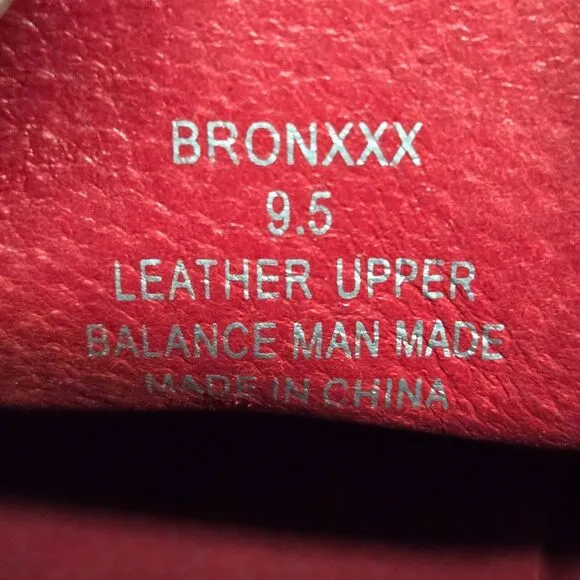 BRONXXX
9.5
LEATHER UPPER
BALANCE MAN MADE
MADE IN CHINA